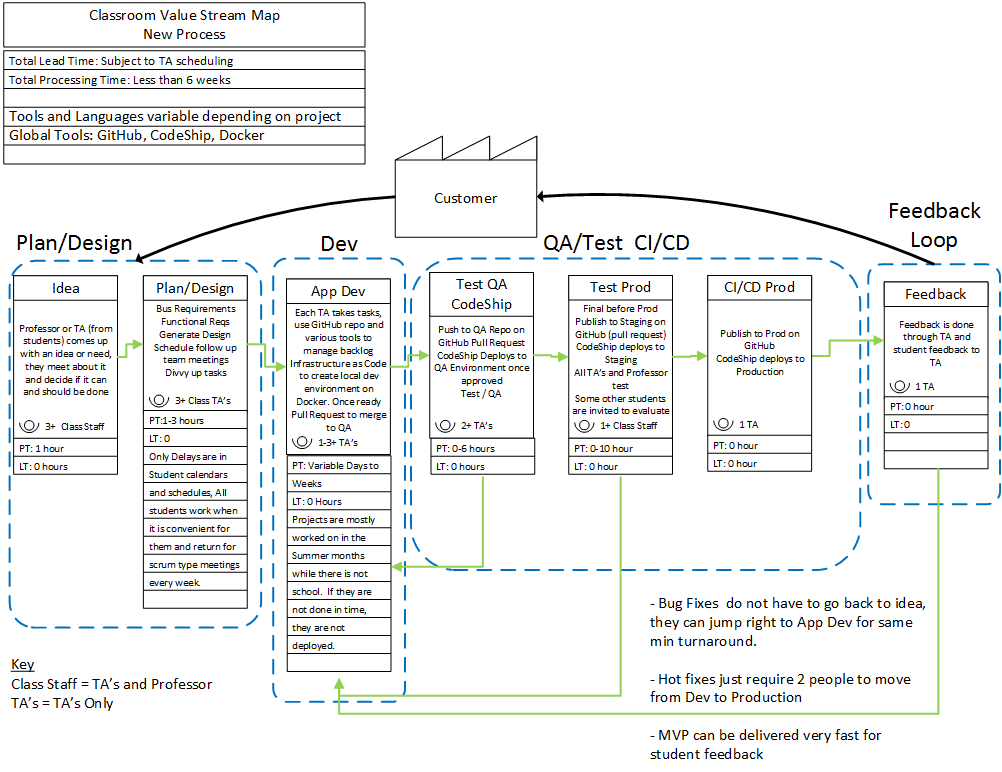 Classroom Value Stream Map
New Process
Total Lead Time: Subject to TA scheduling
Total Processing Time: Less than 6 weeks
Tools and Languages variable depending on project
Global Tools: GitHub, CodeShip, Docker
Customer
Plan/Design
Idea
Professor or TA (from
students) comes up
with an idea or need,
they meet about it
and decide if it can
and should be done
3+ Class Staff
PT: 1 hour
LT: 0 hours
Plan/Design
Bus Requirements
Functional Reqs
Generate Design
Schedule follow up
team meetings
Divvy up tasks
3+ Class TA's
PT:1-3 hours
LT: 0
Only Delays are in
Student calendars
and schedules, All
students work when
it is convenient for
them and return for
scrum type meetings
every week.
Dev
App Dev
Each TA takes tasks,
use GitHub repo and
various tools to
manage backlog
Infrastructure as Code
to create local dev
environment on
Docker. Once ready
Pull Request to merge
to QA
1-3+ TA's
PT: Variable Days to
Weeks
LT: 0 Hours
Projects are mostly
worked on in the
Summer months
while there is not
school. If they are
not done in time,
they are not
deployed.
QA/Test CI/CD
Test QA
CodeShip
Push to QA Repo on
GitHub Pull Request
CodeShip Deploys to
QA Environment once
approved
Test / QA
2+ TA's
PT: 0-6 hours
LT: 0 hours
Test Prod
Final before Prod
Publish to Staging on
GitHub (pull request)
CodeShip deploys to
Staging
All TA's and Professor
test
Some other students
are invited to evaluate
1+ Class Staff
PT: 0-10 hour
LT: 0 hour
CI/CD Prod
Publish to Prod on
GitHub
CodeShip deploys to
Production
1 TA
PT: 0 hour
LT: 0 hour
Feedback
Loop
Feedback
Feedback is done
through TA and
student feedback to
TA
1 TA
PT: 0 hour
LT:0
- Bug Fixes do not have to go back to idea,
they can jump right to App Dev for same
min turnaround.
- Hot fixes just require 2 people to move
from Dev to Production
- MVP can be delivered very fast for
student feedback
Key
Class Staff = TA's and Professor
TA's = TA's Only